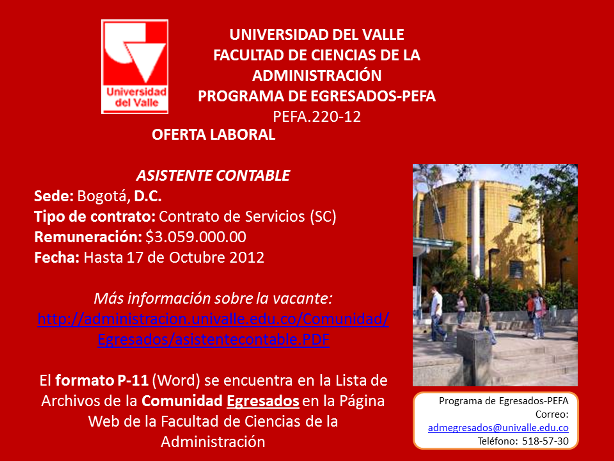 Universidad
del Valle
UNIVERSIDAD DEL VALLE
FACULTAD DE CIENCIAS DE LA
ADMINISTRACIÓN
PROGRAMA DE EGRESADOS-PEFA
PEFA.220-12
OFERTA LABORAL
ASISTENTE CONTABLE
Sede: Bogotá, D.C.
Tipo de contrato: Contrato de Servicios (SC)
Remuneración: $3.059.000.00
Fecha: Hasta 17 de Octubre 2012
Más información sobre la vacante:
http://administracion.univalle.edu.co/Comunidad/
Egresados/asistentecontable.PDF
El formato P-11 (Word) se encuentra en la Lista de
Archivos de la Comunidad Egresados en la Página
Web de la Facultad de Ciencias de la
Administración
Programa de Egresados-PEFA
Correo:
admegresados@univalle.edu.co
Teléfono: 518-57-30